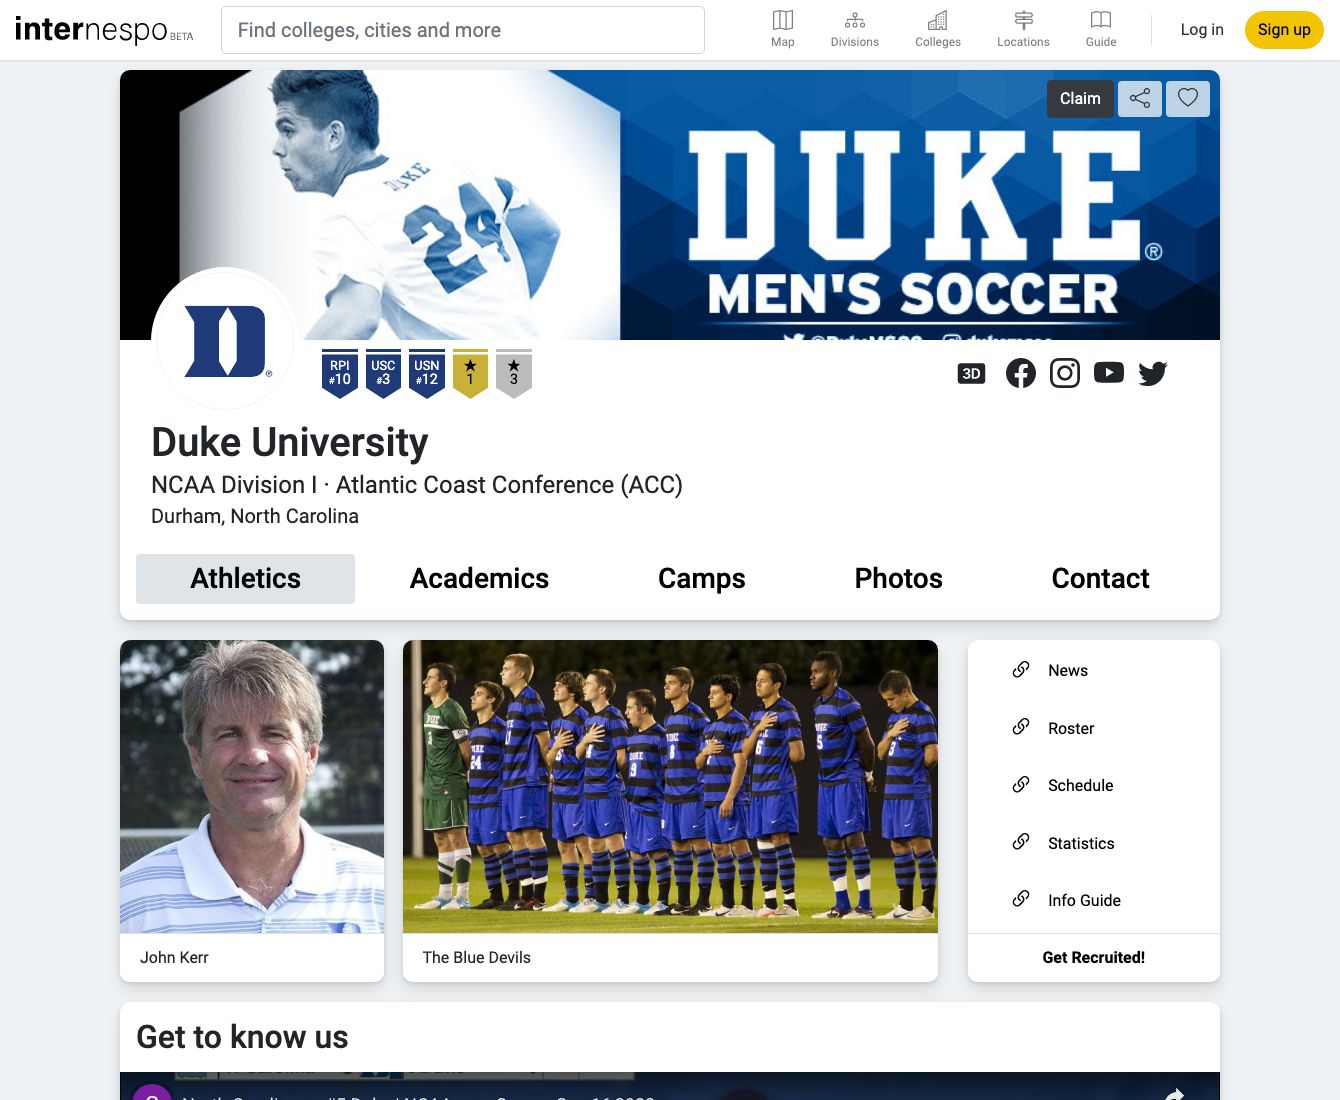 internespo BETA
Find colleges, cities and more
Map
Divisions
Colleges
Locations
Guide
Log in
Sign up
Claim
DUKE
24
DUKE®
MEN'S SOCCER
D®
RPI
#10
USC
#3
USN
#12
★
1
★
3
3D
Duke University
NCAA Division I · Atlantic Coast Conference (ACC)
Durham, North Carolina
Athletics
Academics
Camps
Photos
Contact
News
Roster
Schedule
Statistics
Info Guide
John Kerr
The Blue Devils
Get Recruited!
Get to know us